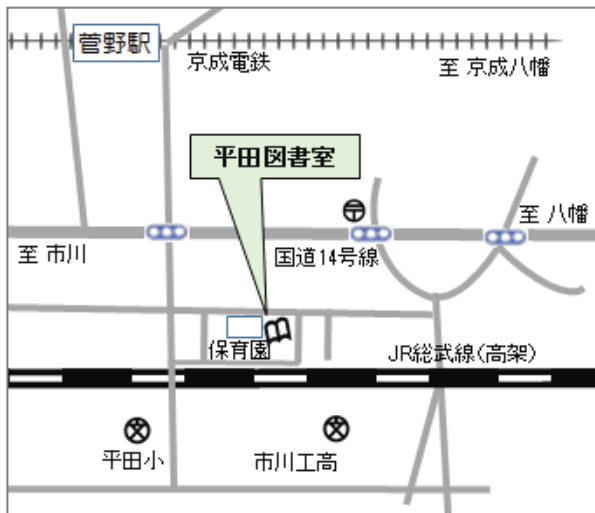 菅野駅
京成電鉄
至 京成八幡
平田図書室
至 八幡
至 市川
国道14号線
保育園
JR総武線(高架)
平田小
市川工高